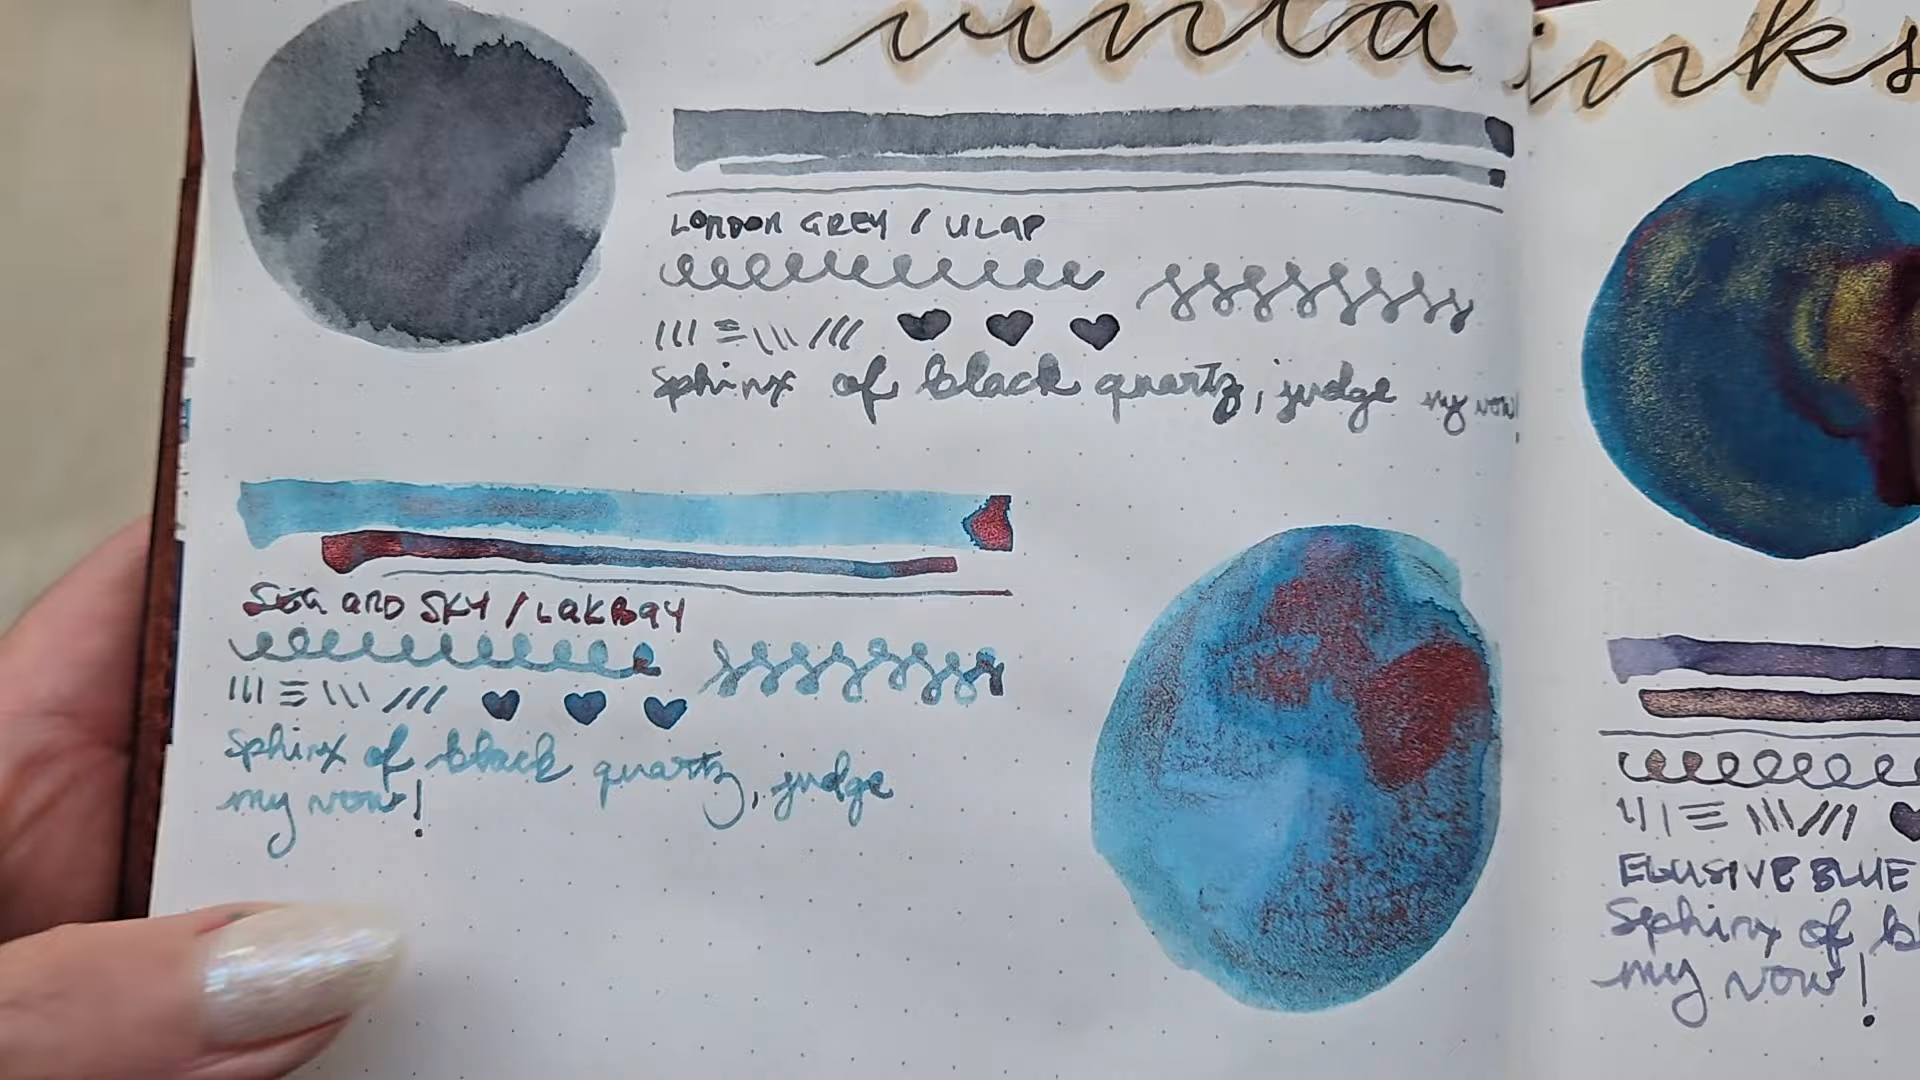 vinta inks
LONDON GREY / ULAP
Sphinx of black quartz, judge my vow!
SEA AND SKY / LAKBAY
Sphinx of black quartz, judge
my vow!
ELUSIVE BLUE
Sphinx of
my vow!